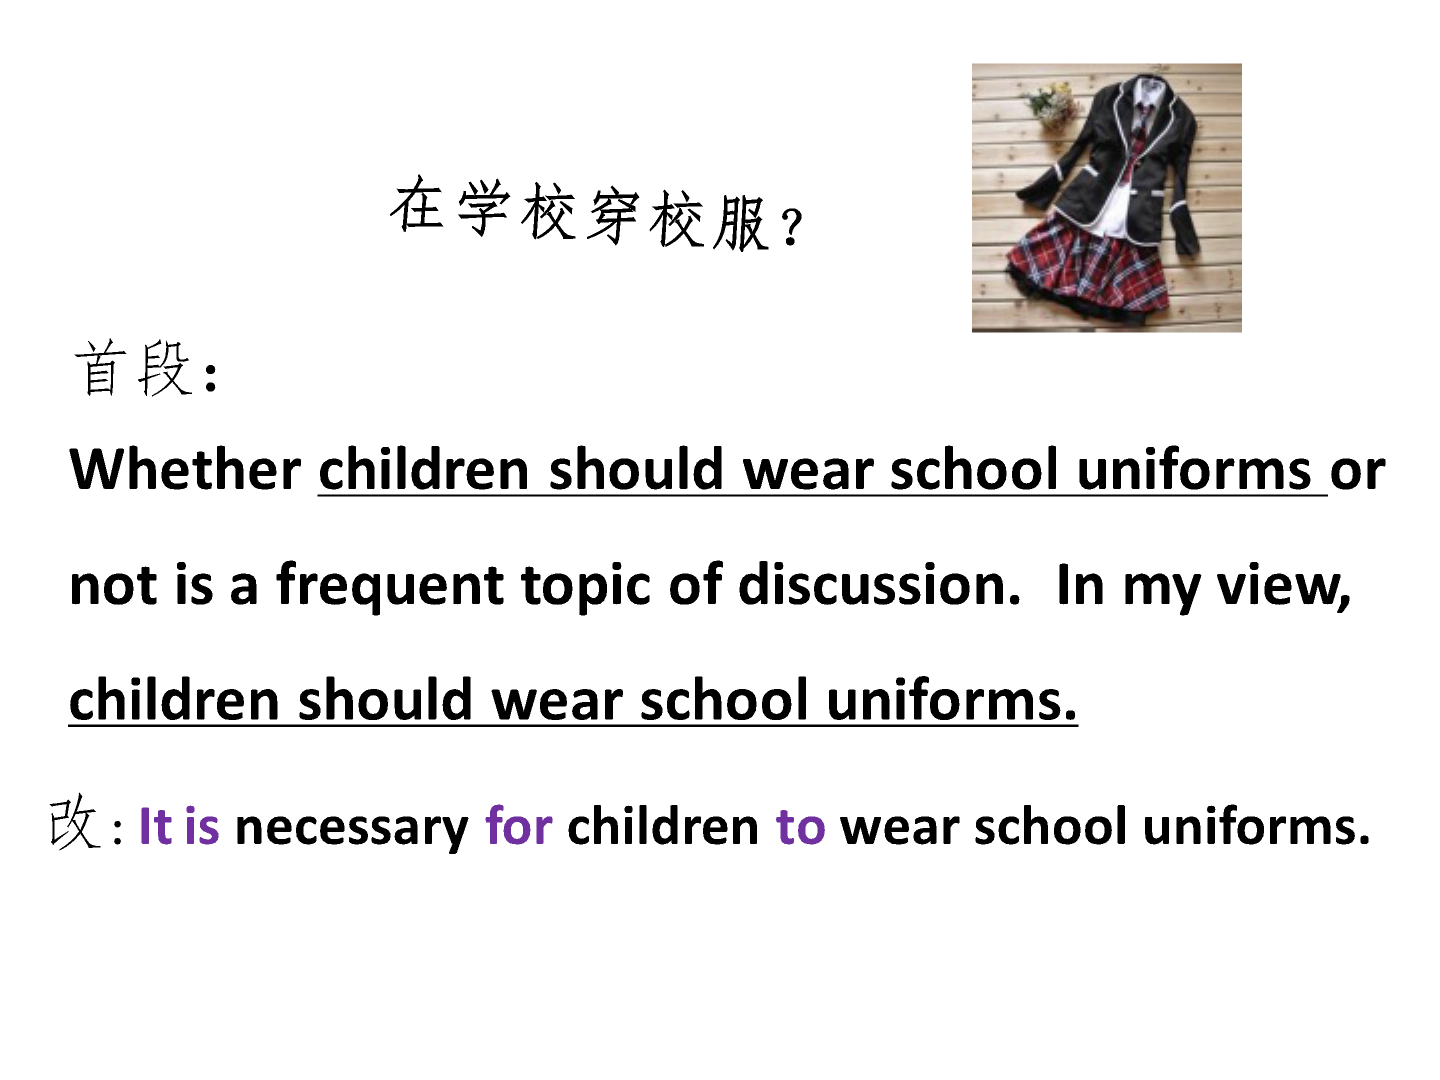 在学校穿校服？
首段：
Whether children should wear school uniforms or
not is a frequent topic of discussion. In my view,
children should wear school uniforms.
改：It is necessary for children to wear school uniforms.